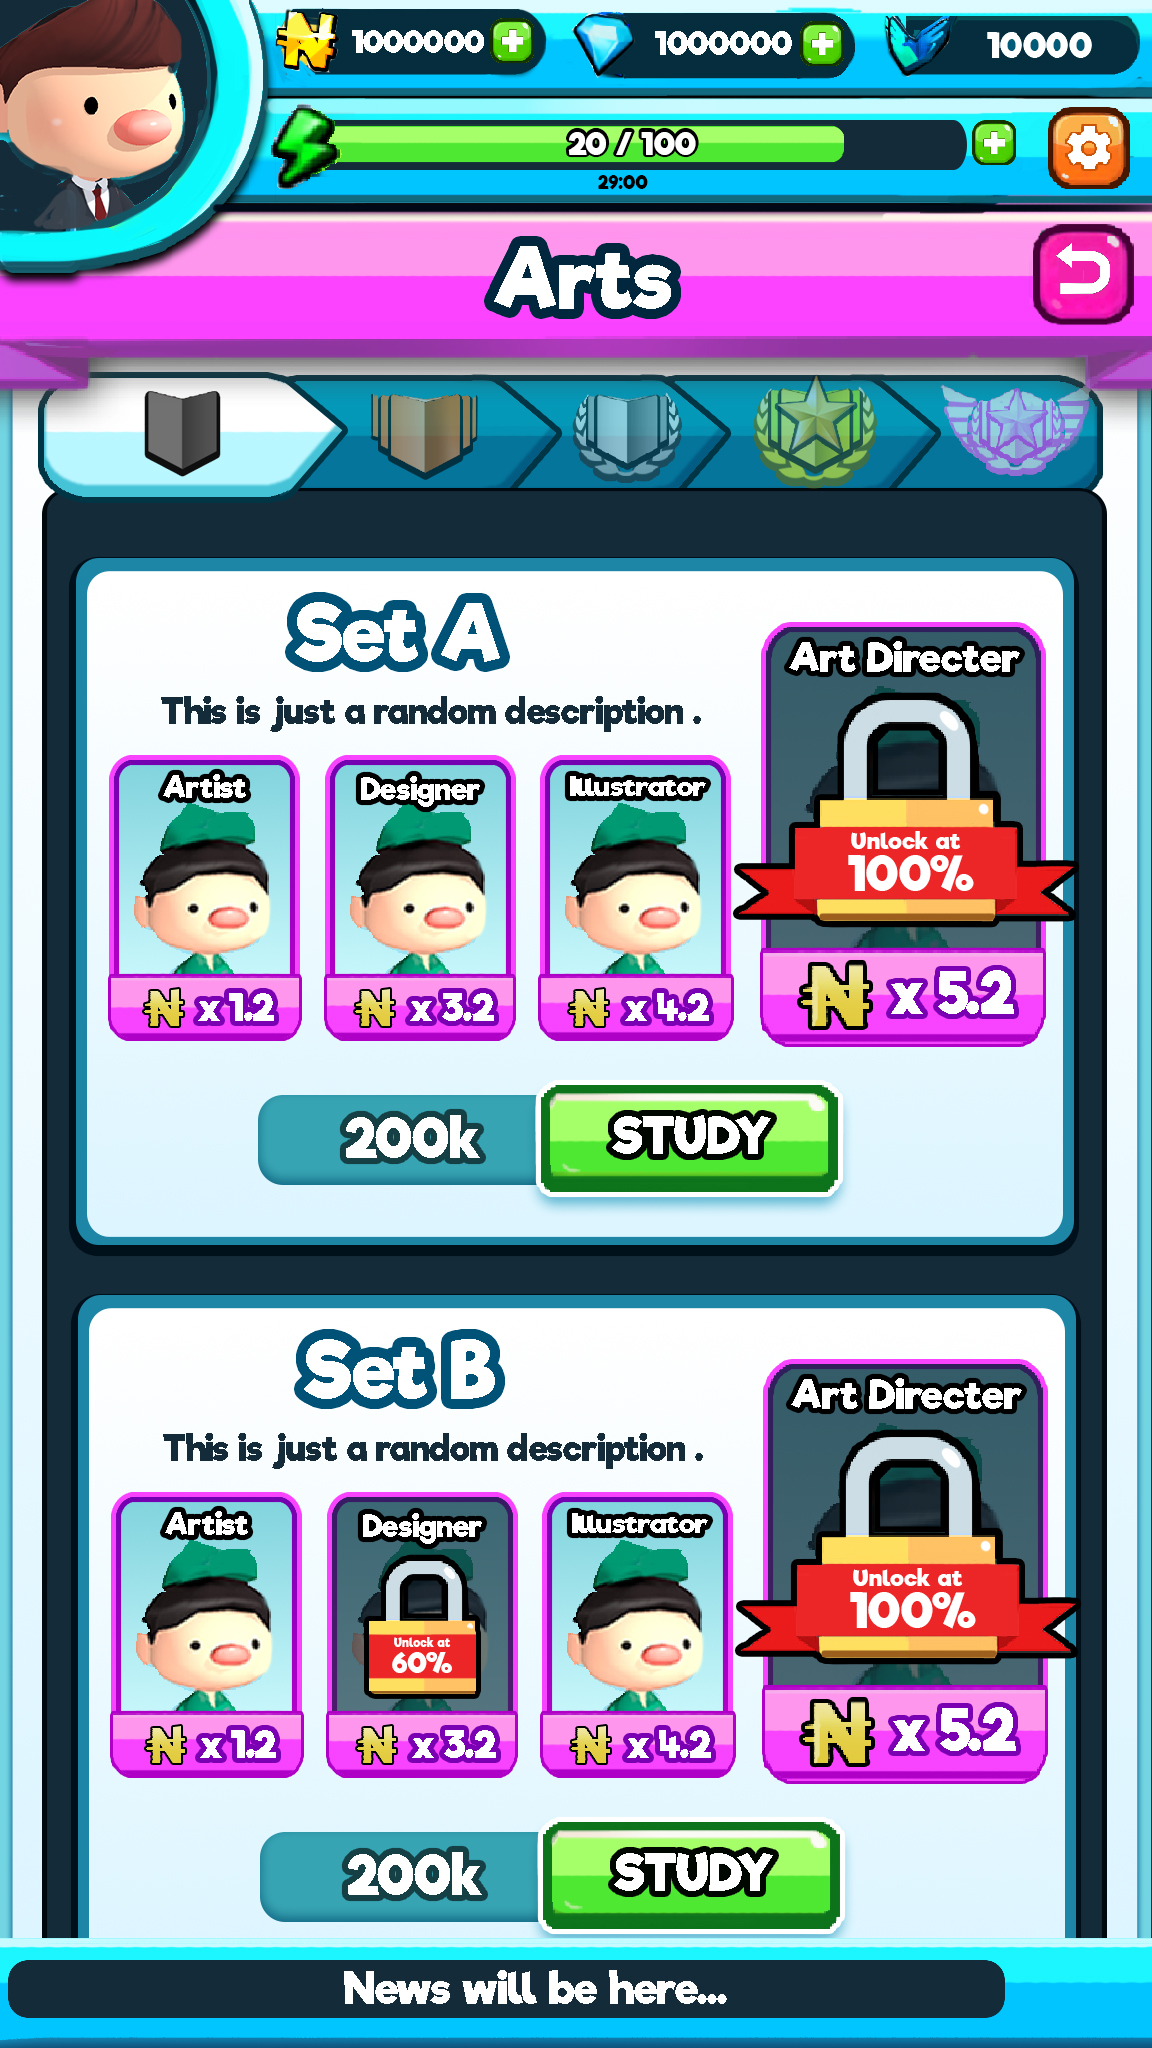 1000000
1000000
10000
20 / 100
29:00
Arts
Set A
This is just a random description .
Artist
Designer
Illustrator
Art Directer
Unlock at
100%
₦ x 1.2
₦ x 3.2
₦ x 4.2
₦ x 5.2
200k
STUDY
Set B
This is just a random description .
Artist
Designer
Illustrator
Art Directer
Unlock at
60%
Unlock at
100%
₦ x 1.2
₦ x 3.2
₦ x 4.2
₦ x 5.2
200k
STUDY
News will be here...